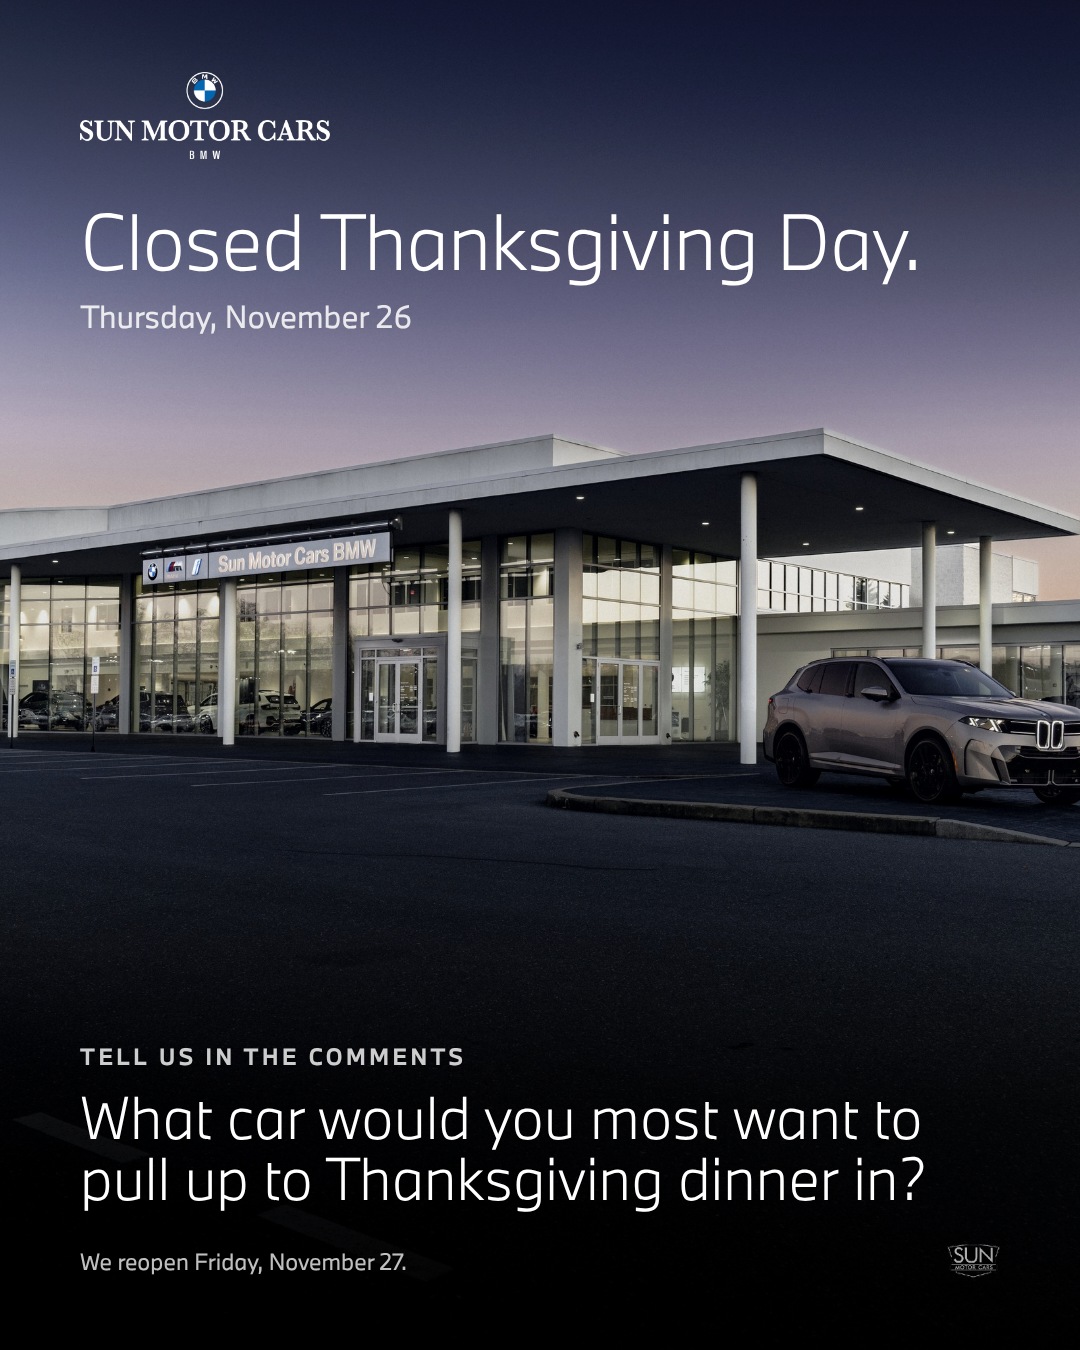 BMW
SUN MOTOR CARS
BMW
Closed Thanksgiving Day.
Thursday, November 26
Sun Motor Cars BMW
TELL US IN THE COMMENTS
What car would you most want to
pull up to Thanksgiving dinner in?
We reopen Friday, November 27.
SUN
MOTOR CARS